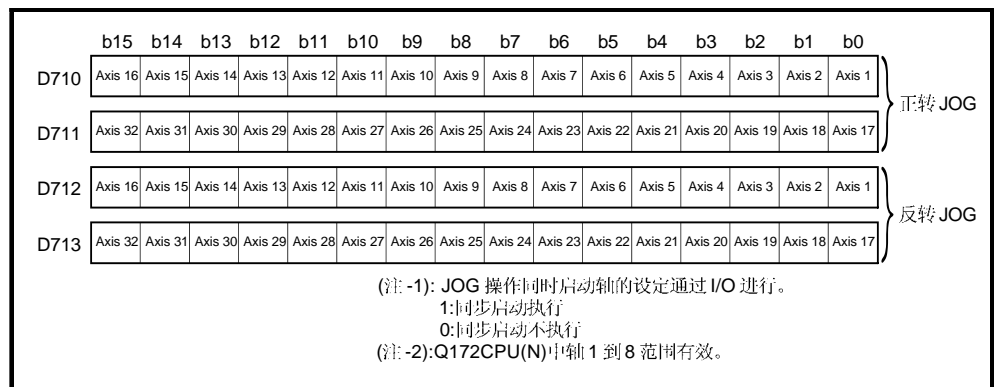 b15 b14 b13 b12 b11 b10 b9 b8 b7 b6 b5 b4 b3 b2 b1 b0
D710 Axis 16 Axis 15 Axis 14 Axis 13 Axis 12 Axis 11 Axis 10 Axis 9 Axis 8 Axis 7 Axis 6 Axis 5 Axis 4 Axis 3 Axis 2 Axis 1
正转 JOG
D711 Axis 32 Axis 31 Axis 30 Axis 29 Axis 28 Axis 27 Axis 26 Axis 25 Axis 24 Axis 23 Axis 22 Axis 21 Axis 20 Axis 19 Axis 18 Axis 17
D712 Axis 16 Axis 15 Axis 14 Axis 13 Axis 12 Axis 11 Axis 10 Axis 9 Axis 8 Axis 7 Axis 6 Axis 5 Axis 4 Axis 3 Axis 2 Axis 1
反转 JOG
D713 Axis 32 Axis 31 Axis 30 Axis 29 Axis 28 Axis 27 Axis 26 Axis 25 Axis 24 Axis 23 Axis 22 Axis 21 Axis 20 Axis 19 Axis 18 Axis 17
(注 -1): JOG 操作同时启动轴的设定通过 I/O 进行。
1:同步启动执行
0:同步启动不执行
(注 -2):Q172CPU(N)中轴 1 到 8 范围有效。